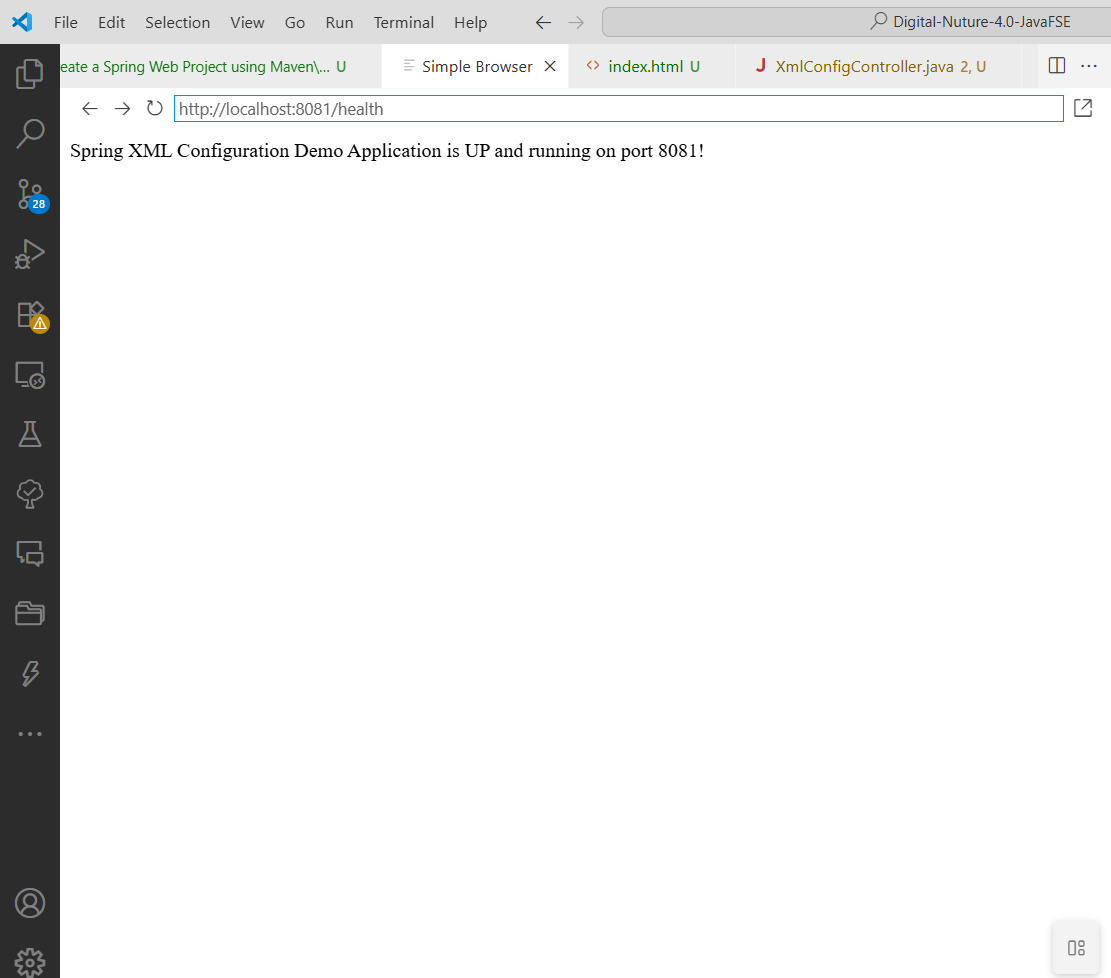 File Edit Selection View Go Run Terminal Help
Digital-Nuture-4.0-JavaFSE
eate a Spring Web Project using Maven\... U
Simple Browser
index.html U
XmlConfigController.java 2, U
http://localhost:8081/health
Spring XML Configuration Demo Application is UP and running on port 8081!
28